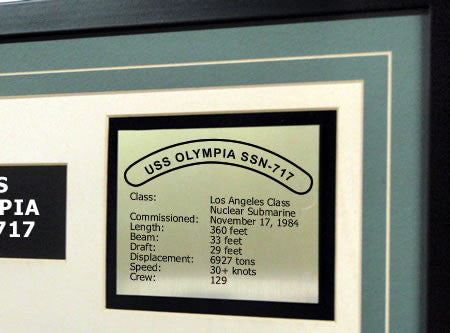 USS OLYMPIA SSN-717
Class: Los Angeles Class
Nuclear Submarine
Commissioned: November 17, 1984
Length: 360 feet
Beam: 33 feet
Draft: 29 feet
Displacement: 6927 tons
Speed: 30+ knots
Crew: 129
S
PIA
717